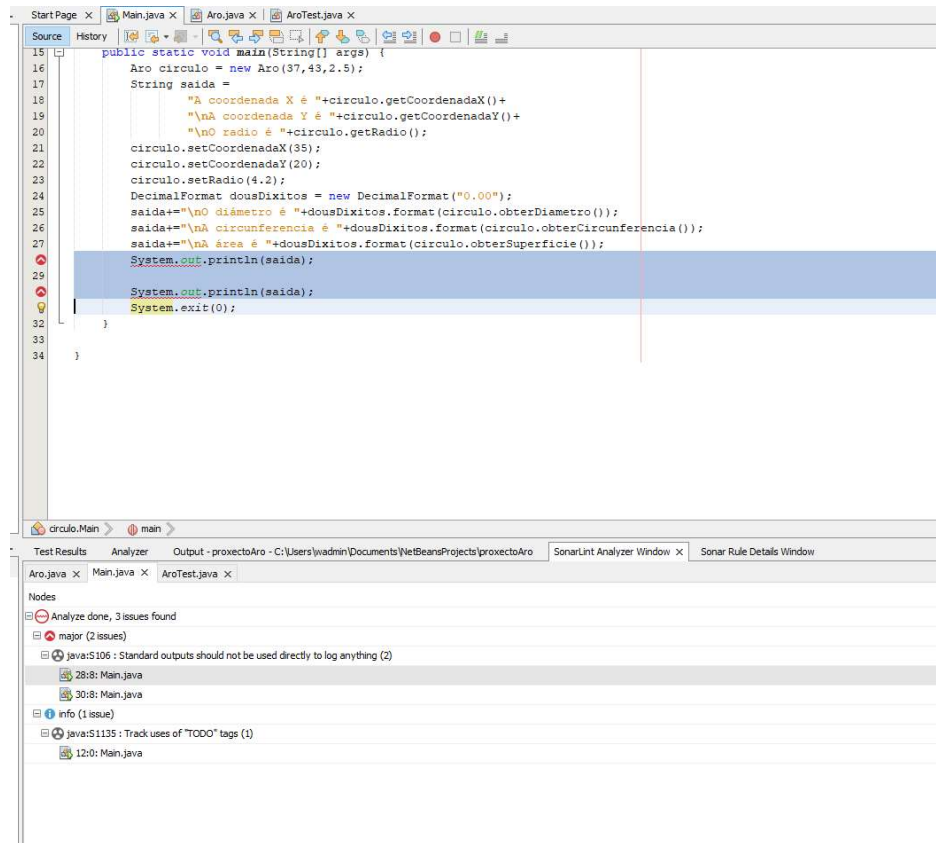 Start Page × Main.java × Aro.java × AroTest.java ×
Source History
15 public static void main(String[] args) {
16 Aro circulo = new Aro(37,43,2.5);
17 String saida =
18 "A coordenada X é "+circulo.getCoordenadaX()+
19 "\nA coordenada Y é "+circulo.getCoordenadaY()+
20 "\nO radio é "+circulo.getRadio();
21 circulo.setCoordenadaX(35);
22 circulo.setCoordenadaY(20);
23 circulo.setRadio(4.2);
24 DecimalFormat dousDixitos = new DecimalFormat("0.00");
25 saida+="\nO diámetro é "+dousDixitos.format(circulo.obterDiametro());
26 saida+="\nA circunferencia é "+dousDixitos.format(circulo.obterCircunferencia());
27 saida+="\nA área é "+dousDixitos.format(circulo.obterSuperficie());
System.out.println(saida);
29
System.out.println(saida);
System.exit(0);
32 }
33
34 }
circulo.Main main
Test Results Analyzer Output - proxectoAro - C:\Users\wadmin\Documents\NetBeansProjects\proxectoAro SonarLint Analyzer Window × Sonar Rule Details Window
Aro.java × Main.java × AroTest.java ×
Nodes
Analyze done, 3 issues found
major (2 issues)
java:S106 : Standard outputs should not be used directly to log anything (2)
28:8: Main.java
30:8: Main.java
info (1 issue)
java:S1135 : Track uses of "TODO" tags (1)
12:0: Main.java